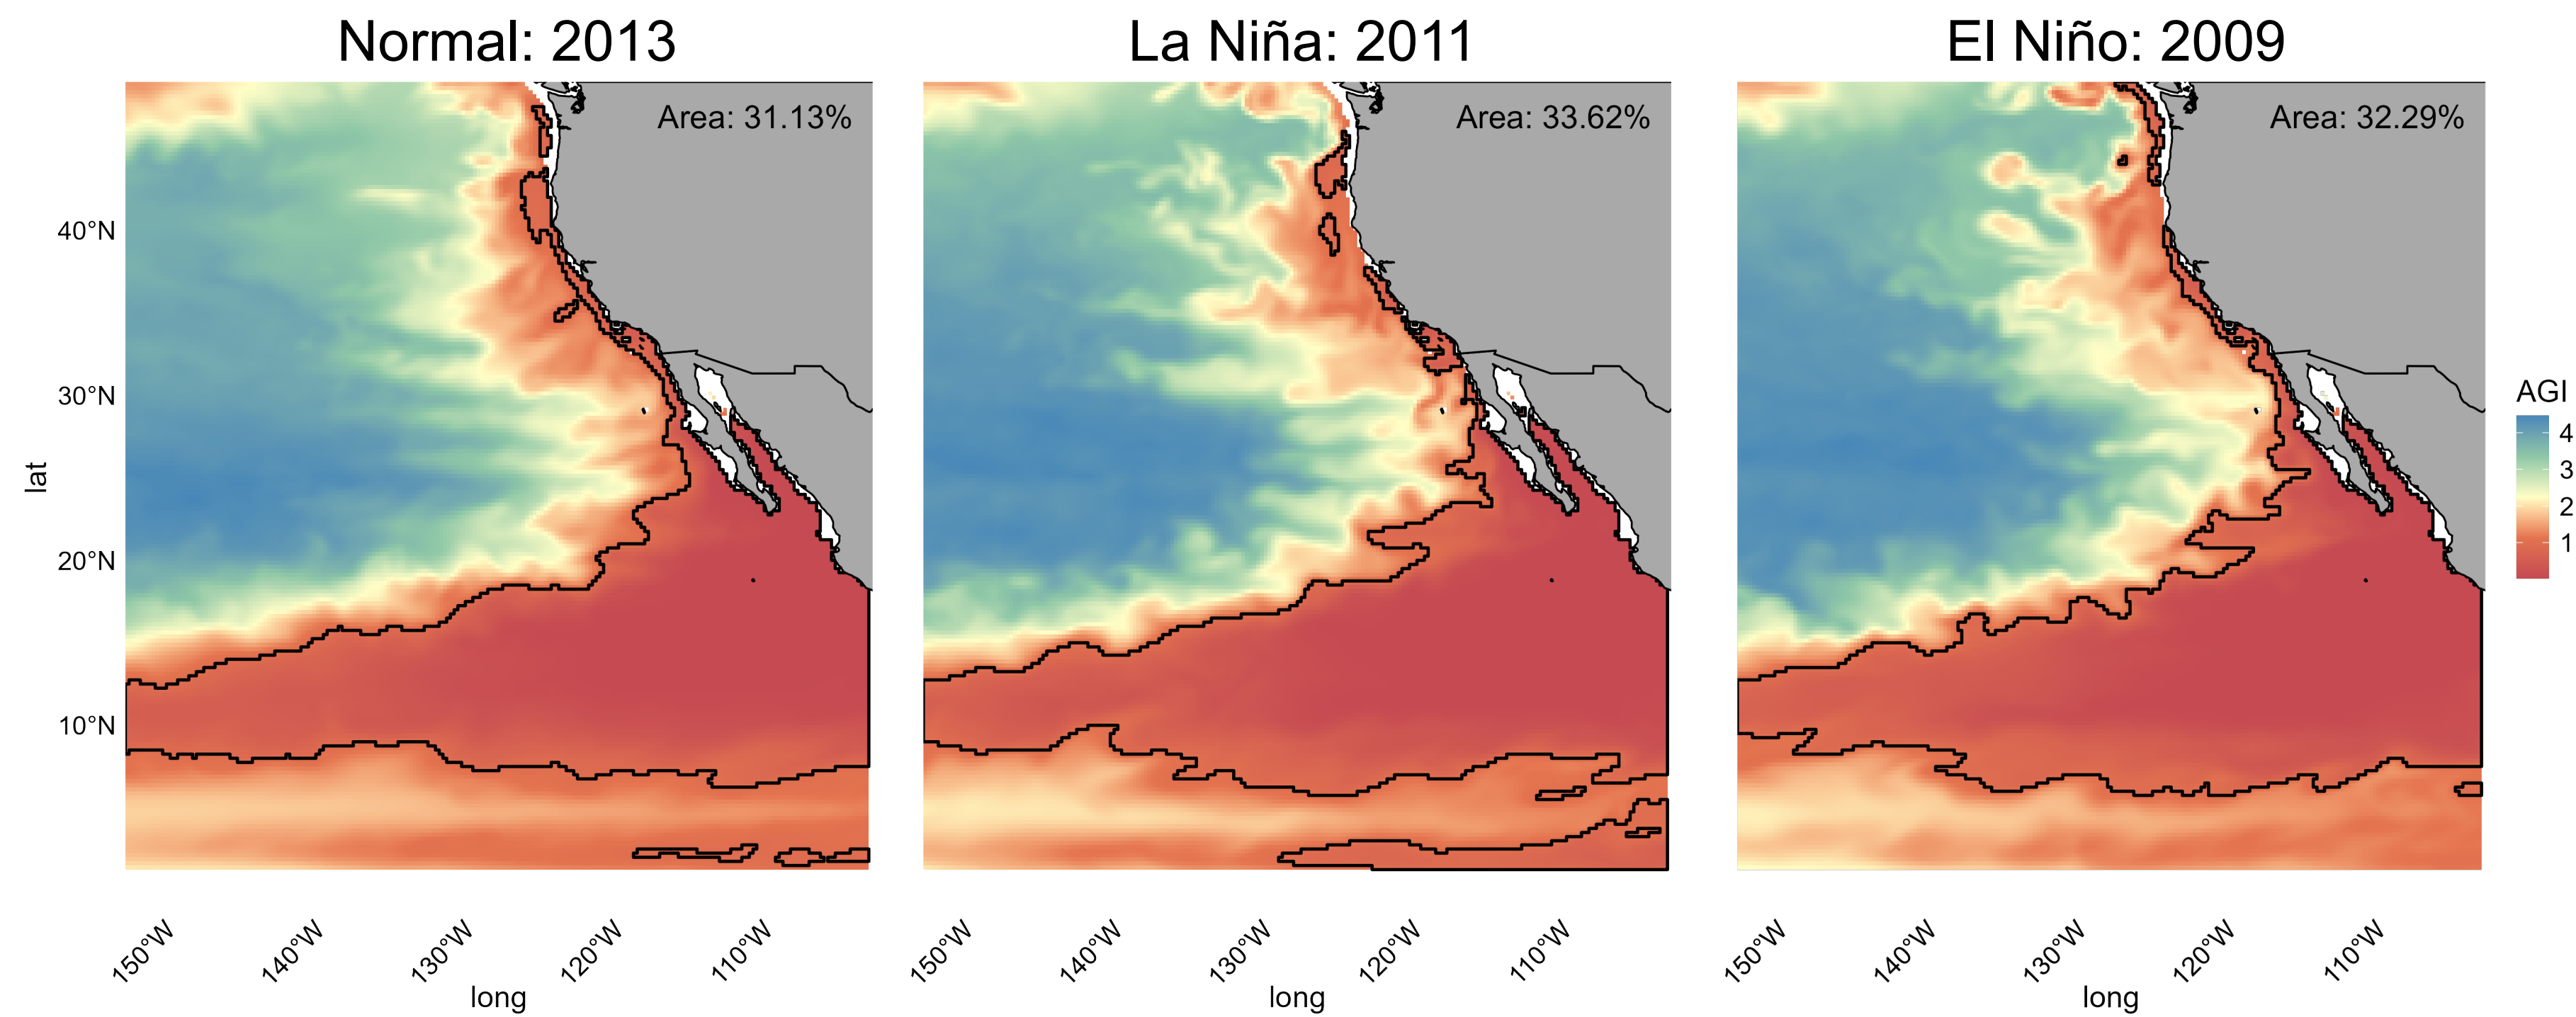 Normal: 2013
La Niña: 2011
El Niño: 2009
Area: 31.13%
Area: 33.62%
Area: 32.29%
lat
40°N
30°N
20°N
10°N
AGI
4
3
2
1
150°W 140°W 130°W 120°W 110°W
150°W 140°W 130°W 120°W 110°W
150°W 140°W 130°W 120°W 110°W
long
long
long